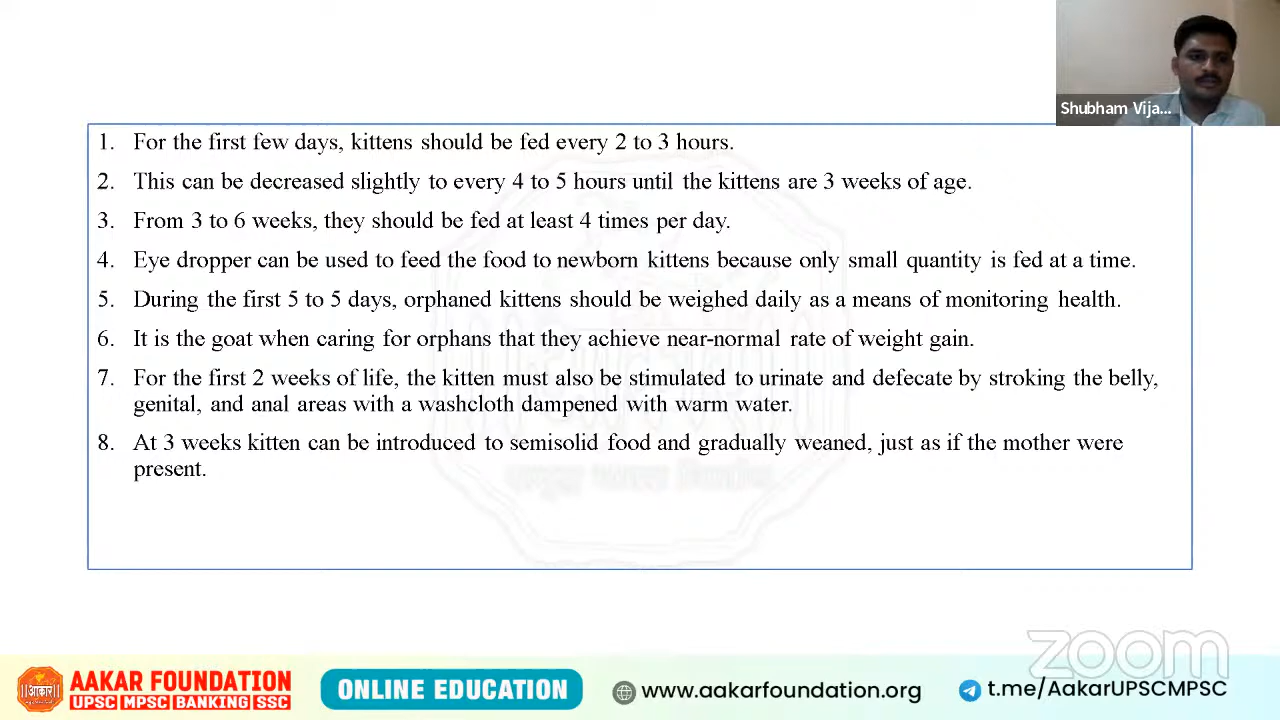 Shubham Vija...
1. For the first few days, kittens should be fed every 2 to 3 hours.
2. This can be decreased slightly to every 4 to 5 hours until the kittens are 3 weeks of age.
3. From 3 to 6 weeks, they should be fed at least 4 times per day.
4. Eye dropper can be used to feed the food to newborn kittens because only small quantity is fed at a time.
5. During the first 5 to 5 days, orphaned kittens should be weighed daily as a means of monitoring health.
6. It is the goat when caring for orphans that they achieve near-normal rate of weight gain.
7. For the first 2 weeks of life, the kitten must also be stimulated to urinate and defecate by stroking the belly,
genital, and anal areas with a washcloth dampened with warm water.
8. At 3 weeks kitten can be introduced to semisolid food and gradually weaned, just as if the mother were
present.
zoom
||आकार||
AAKAR FOUNDATION
UPSC MPSC BANKING SSC
ONLINE EDUCATION
www.aakarfoundation.org
t.me/AakarUPSCMPSC